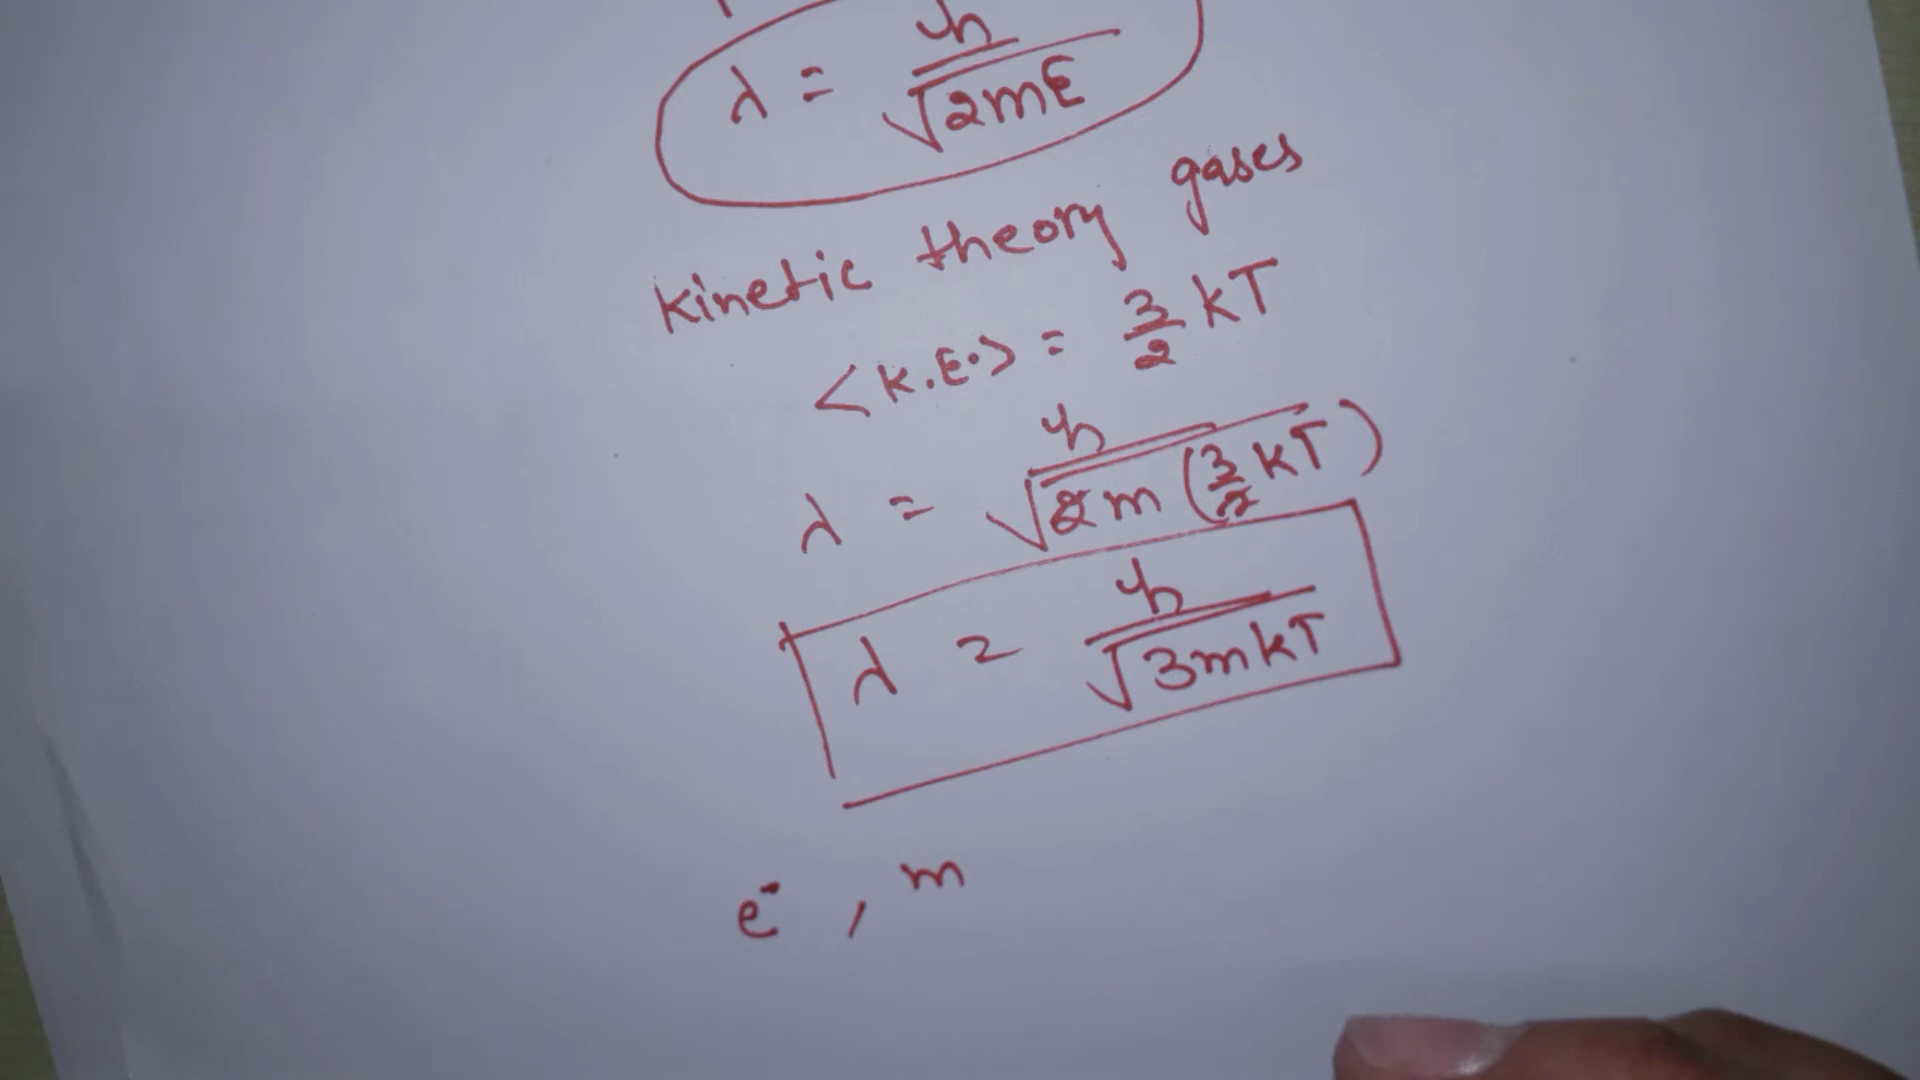 λ = h / √2mE
Kinetic theory gases
<K.E.> = 3/2 kT
λ = h / √2m (3/2 kT)
λ = h / √3mkT
e⁻ , m